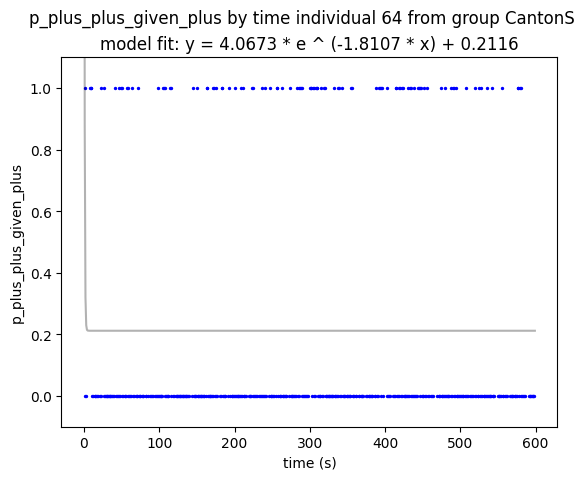 p_plus_plus_given_plus by time individual 64 from group CantonS
model fit: y = 4.0673 * e ^ (-1.8107 * x) + 0.2116
p_plus_plus_given_plus
1.0
0.8
0.6
0.4
0.2
0.0
0 100 200 300 400 500 600
time (s)